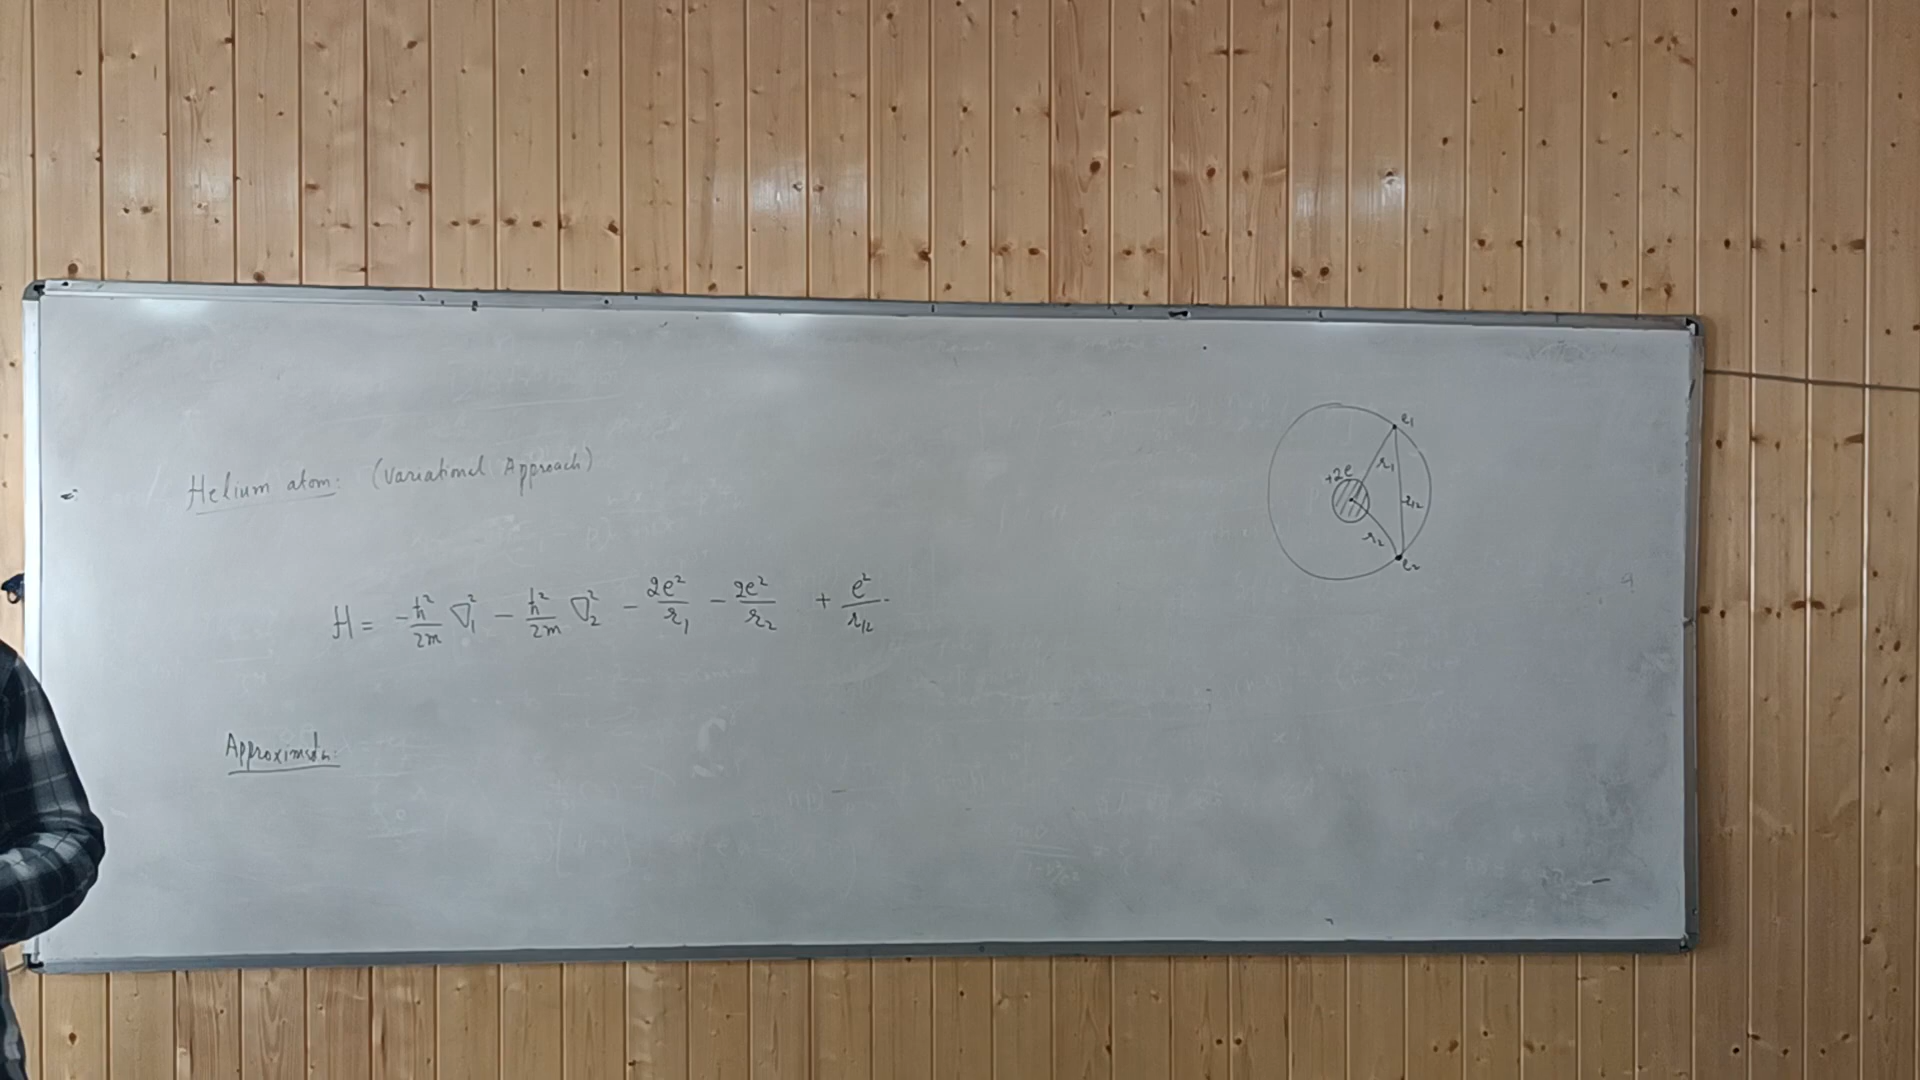 Helium atom: (Variational Approach)
H = -ħ²/2m ∇₁² - ħ²/2m ∇₂² - 2e²/r₁ - 2e²/r₂ + e²/r₁₂.
Approximatn:
e₁
+2e
r₁
r₁₂
r₂
e₂